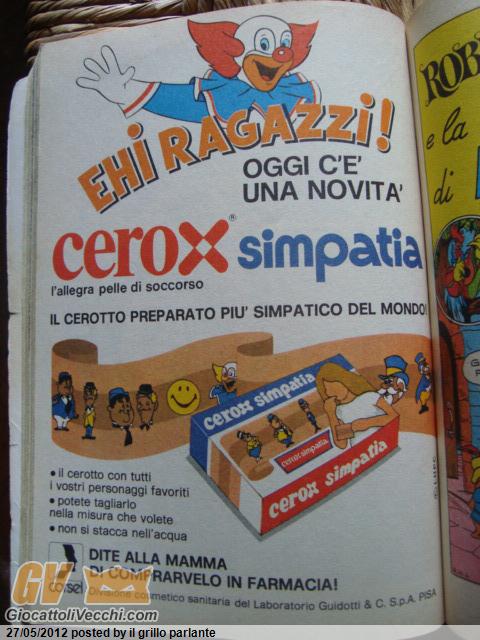 EHI RAGAZZI!
OGGI C'E'
UNA NOVITA'
cerox® simpatia
l'allegra pelle di soccorso
IL CEROTTO PREPARATO PIU' SIMPATICO DEL MONDO!
cerox simpatia
cerox simpatia
cerox simpatia
• il cerotto con tutti
i vostri personaggi favoriti
• potete tagliarlo
nella misura che volete
• non si stacca nell'acqua
DITE ALLA MAMMA
DI COMPRARVELO IN FARMACIA!
corsel Divisione cosmetico sanitaria del Laboratorio Guidotti & C. S.p.A. PISA
ROB
e la
di
GV
GiocattoliVecchi.com
27/05/2012 posted by il grillo parlante